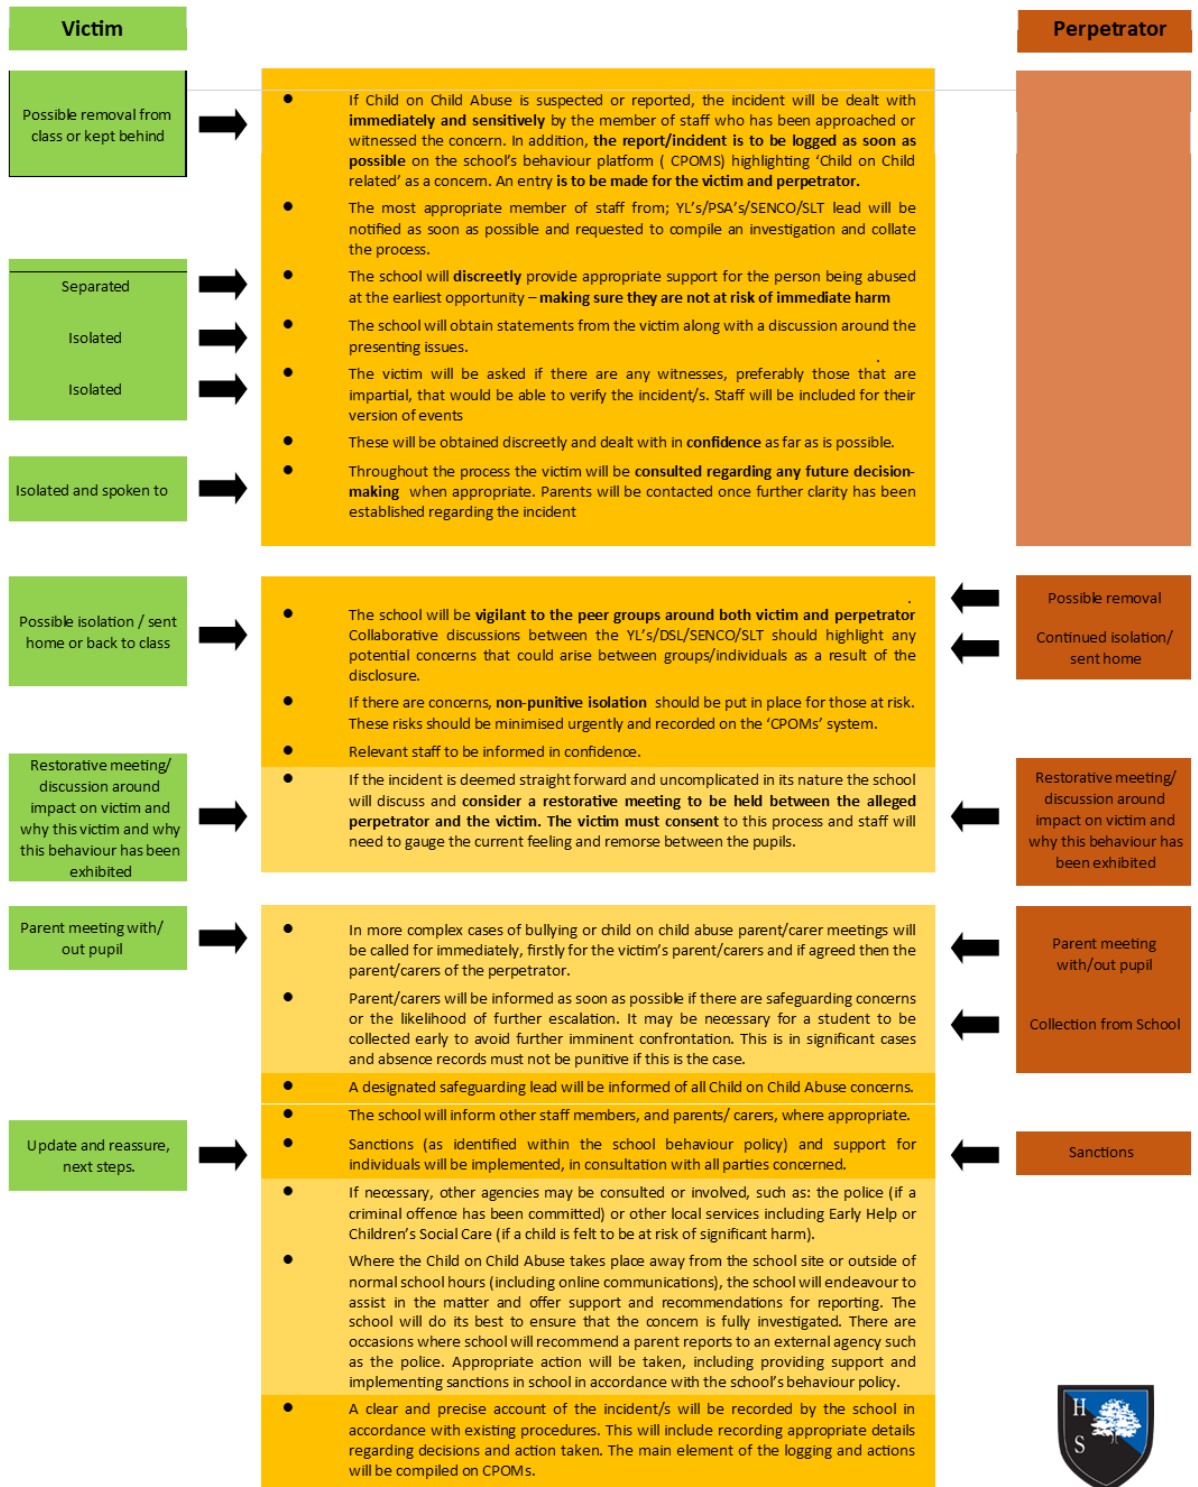 Victim
Perpetrator
Possible removal from
class or kept behind
If Child on Child Abuse is suspected or reported, the incident will be dealt with
immediately and sensitively by the member of staff who has been approached or
witnessed the concern. In addition, the report/incident is to be logged as soon as
possible on the school's behaviour platform ( CPOMS) highlighting 'Child on Child
related' as a concern. An entry is to be made for the victim and perpetrator.
The most appropriate member of staff from; YL's/PSA's/SENCO/SLT lead will be
notified as soon as possible and requested to compile an investigation and collate
the process.
Separated
The school will discreetly provide appropriate support for the person being abused
at the earliest opportunity – making sure they are not at risk of immediate harm
Isolated
The school will obtain statements from the victim along with a discussion around the
presenting issues.
Isolated
The victim will be asked if there are any witnesses, preferably those that are
impartial, that would be able to verify the incident/s. Staff will be included for their
version of events
These will be obtained discreetly and dealt with in confidence as far as is possible.
Isolated and spoken to
Throughout the process the victim will be consulted regarding any future decision-
making when appropriate. Parents will be contacted once further clarity has been
established regarding the incident
Possible isolation / sent
home or back to class
The school will be vigilant to the peer groups around both victim and perpetrator
Collaborative discussions between the YL's/DSL/SENCO/SLT should highlight any
potential concerns that could arise between groups/individuals as a result of the
disclosure.
If there are concerns, non-punitive isolation should be put in place for those at risk.
These risks should be minimised urgently and recorded on the 'CPOMs' system.
Relevant staff to be informed in confidence.
Possible removal
Continued isolation/
sent home
Restorative meeting/
discussion around
impact on victim and
why this victim and why
this behaviour has been
exhibited
If the incident is deemed straight forward and uncomplicated in its nature the school
will discuss and consider a restorative meeting to be held between the alleged
perpetrator and the victim. The victim must consent to this process and staff will
need to gauge the current feeling and remorse between the pupils.
Restorative meeting/
discussion around
impact on victim and
why this behaviour has
been exhibited
Parent meeting with/
out pupil
In more complex cases of bullying or child on child abuse parent/carer meetings will
be called for immediately, firstly for the victim's parent/carers and if agreed then the
parent/carers of the perpetrator.
Parent meeting
with/out pupil
Parent/carers will be informed as soon as possible if there are safeguarding concerns
or the likelihood of further escalation. It may be necessary for a student to be
collected early to avoid further imminent confrontation. This is in significant cases
and absence records must not be punitive if this is the case.
Collection from School
A designated safeguarding lead will be informed of all Child on Child Abuse concerns.
The school will inform other staff members, and parents/ carers, where appropriate.
Update and reassure,
next steps.
Sanctions (as identified within the school behaviour policy) and support for
individuals will be implemented, in consultation with all parties concerned.
Sanctions
If necessary, other agencies may be consulted or involved, such as: the police (if a
criminal offence has been committed) or other local services including Early Help or
Children's Social Care (if a child is felt to be at risk of significant harm).
Where the Child on Child Abuse takes place away from the school site or outside of
normal school hours (including online communications), the school will endeavour to
assist in the matter and offer support and recommendations for reporting. The
school will do its best to ensure that the concern is fully investigated. There are
occasions where school will recommend a parent reports to an external agency such
as the police. Appropriate action will be taken, including providing support and
implementing sanctions in school in accordance with the school's behaviour policy.
A clear and precise account of the incident/s will be recorded by the school in
accordance with existing procedures. This will include recording appropriate details
regarding decisions and action taken. The main element of the logging and actions
will be compiled on CPOMs.
H
S